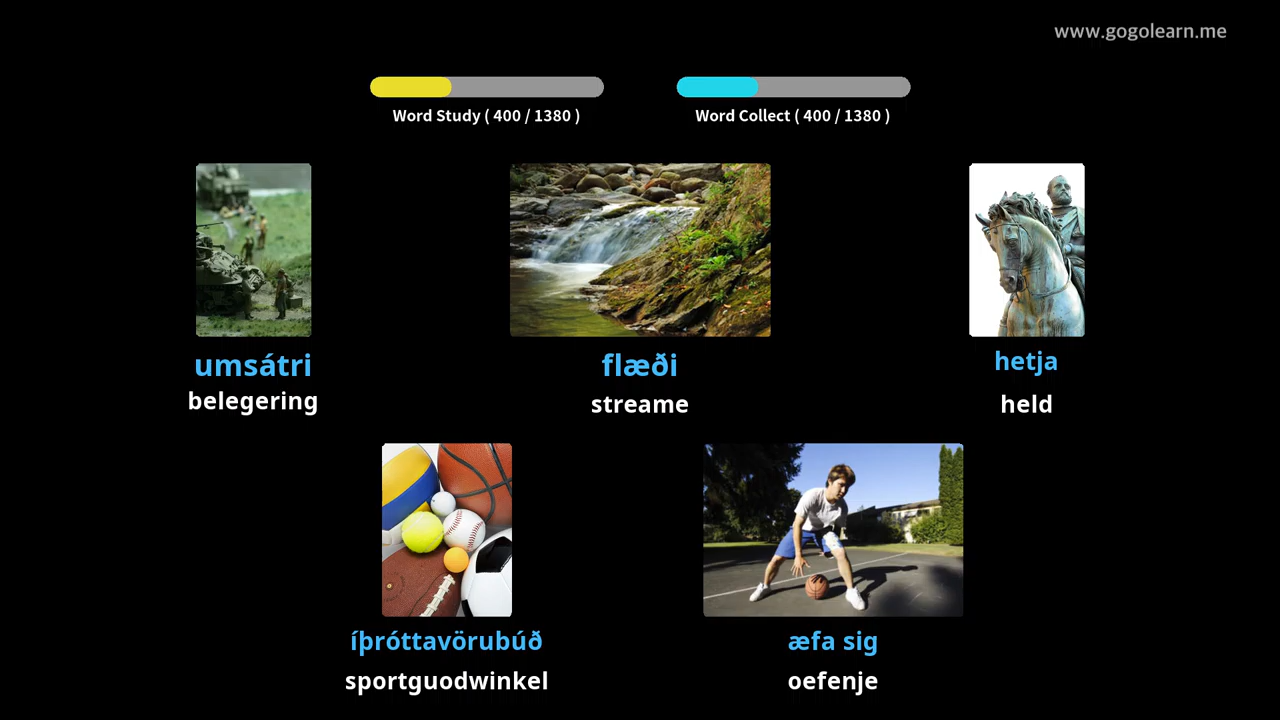 www.gogolearn.me
Word Study ( 400 / 1380 )
Word Collect ( 400 / 1380 )
umsátri
belegering
flæði
streame
hetja
held
íþróttavörubúð
sportguodwinkel
æfa sig
oefenje